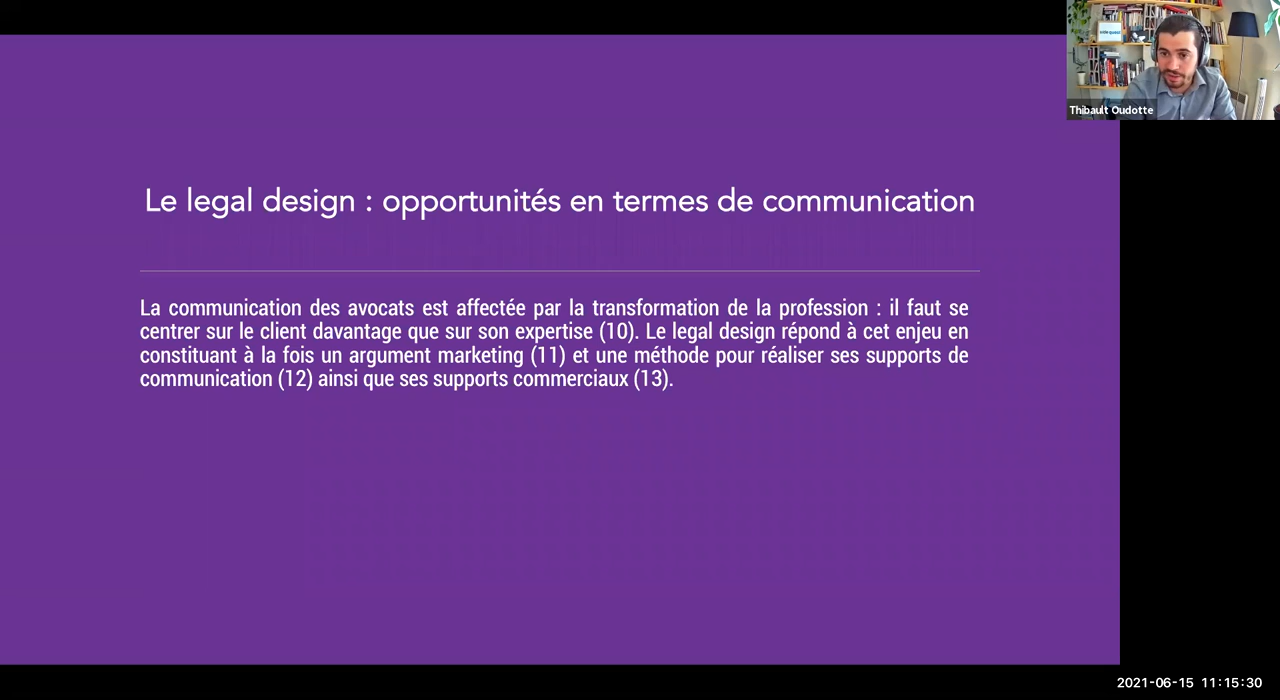 Thibault Oudotte
Le legal design : opportunités en termes de communication
La communication des avocats est affectée par la transformation de la profession : il faut se
centrer sur le client davantage que sur son expertise (10). Le legal design répond à cet enjeu en
constituant à la fois un argument marketing (11) et une méthode pour réaliser ses supports de
communication (12) ainsi que ses supports commerciaux (13).
2021-06-15 11:15:30